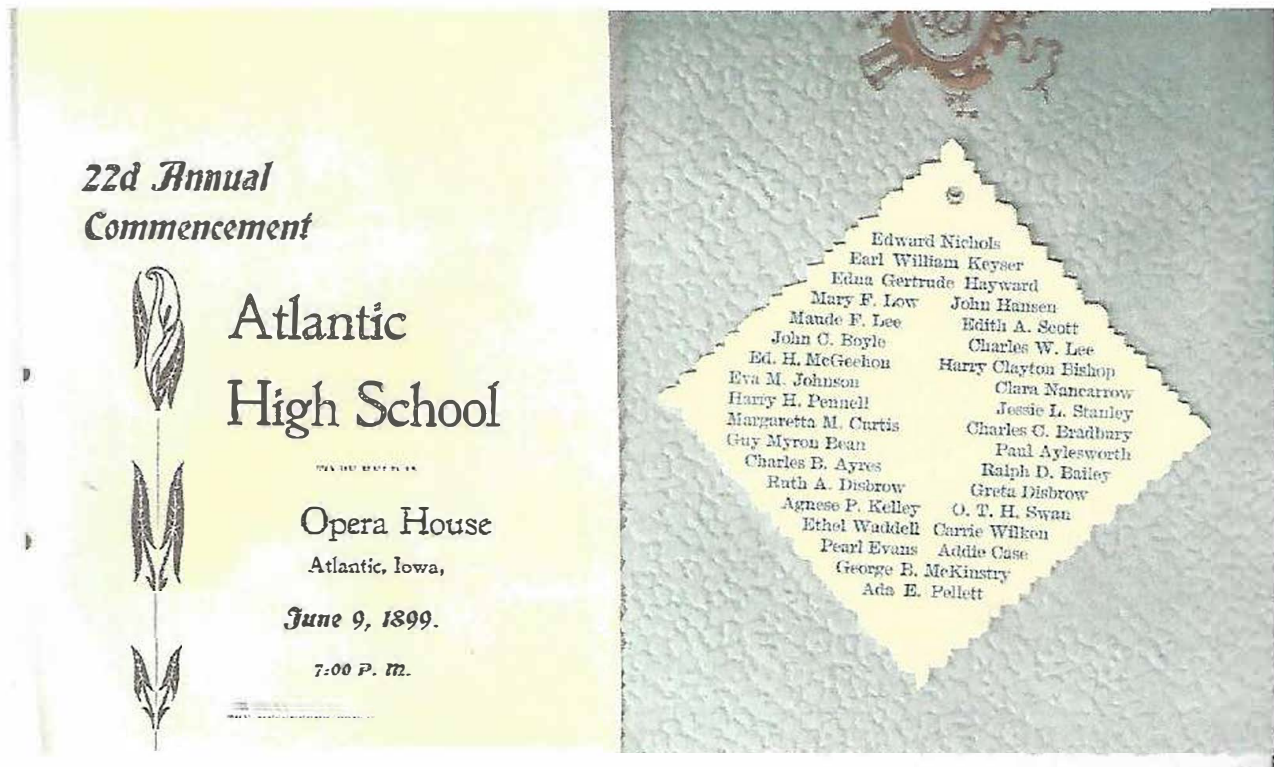 22d Annual
Commencement
Atlantic
High School
Opera House
Atlantic, Iowa,
June 9, 1899.
7:00 P. M.
Edward Nichols
Earl William Keyser
Edna Gertrude Hayward
Mary F. Low John Hansen
Maude F. Lee Edith A. Scott
John C. Boyle Charles W. Lee
Ed. H. McGeehon Harry Clayton Bishop
Eva M. Johnson Clara Nancarrow
Harry H. Pennell Jessie L. Stanley
Margaretta M. Curtis Charles C. Bradbury
Guy Myron Bean Paul Aylesworth
Charles B. Ayres Ralph D. Bailey
Ruth A. Disbrow Greta Disbrow
Agnese P. Kelley O. T. H. Swan
Ethel Waddell Carrie Wilken
Pearl Evans Addie Case
George B. McKinstry
Ada E. Pellett